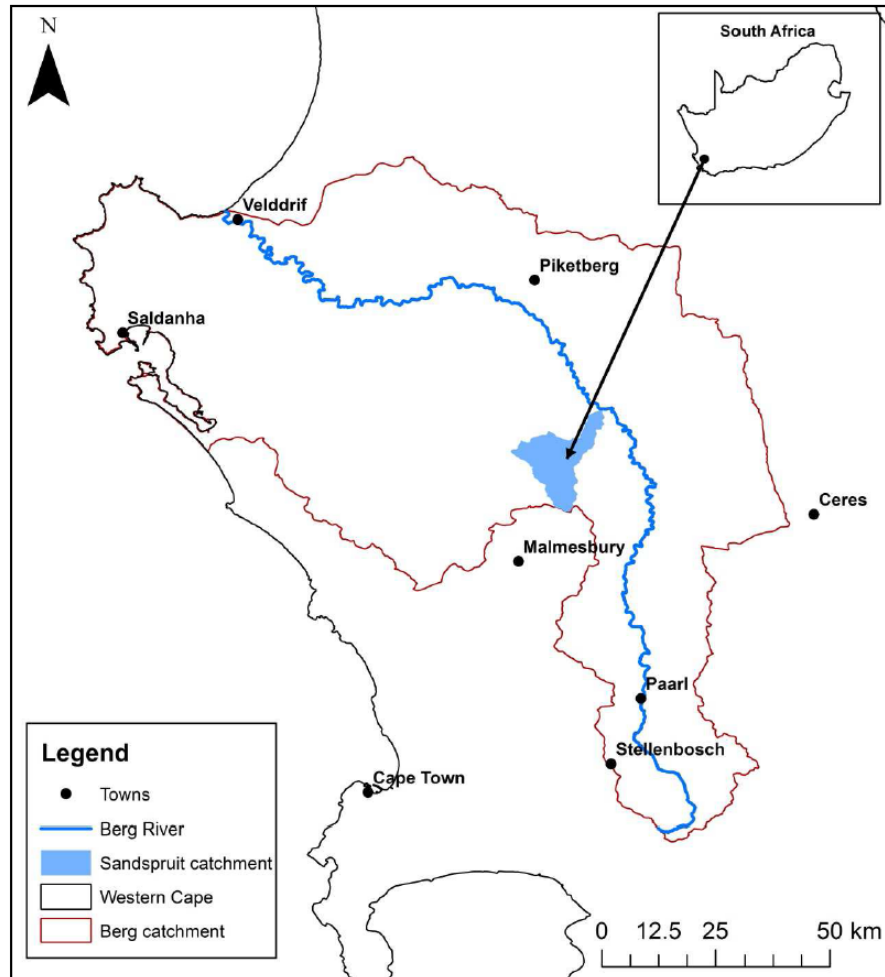 N
South Africa
Velddrif
Piketberg
Saldanha
Ceres
Malmesbury
Paarl
Stellenbosch
Cape Town
Legend
Towns
Berg River
Sandspruit catchment
Western Cape
Berg catchment
0 12.5 25 50 km